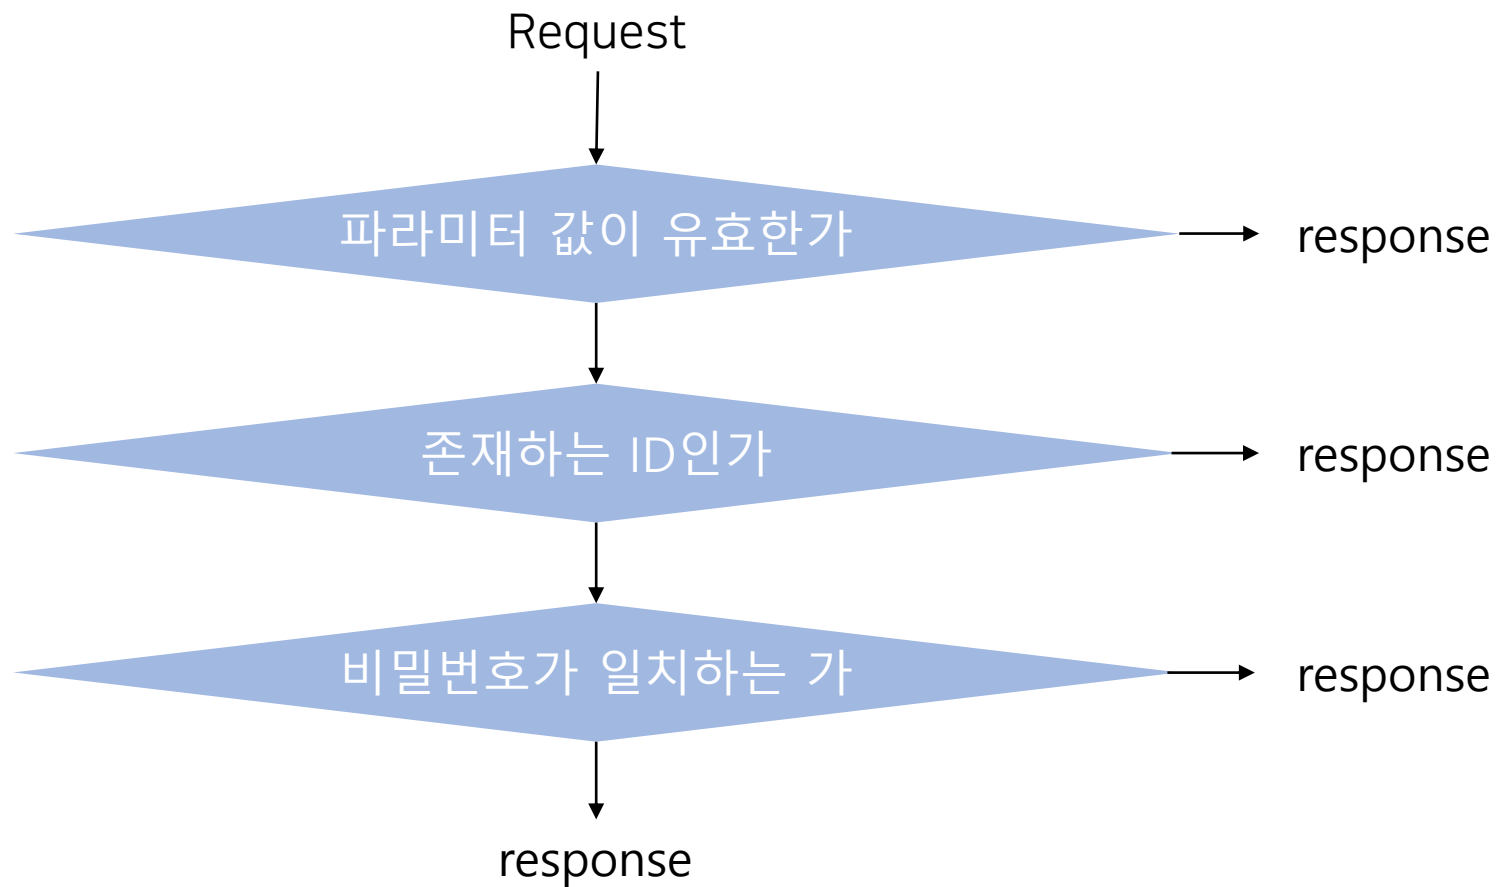 Request
파라미터 값이 유효한가
response
존재하는 ID인가
response
비밀번호가 일치하는 가
response
response